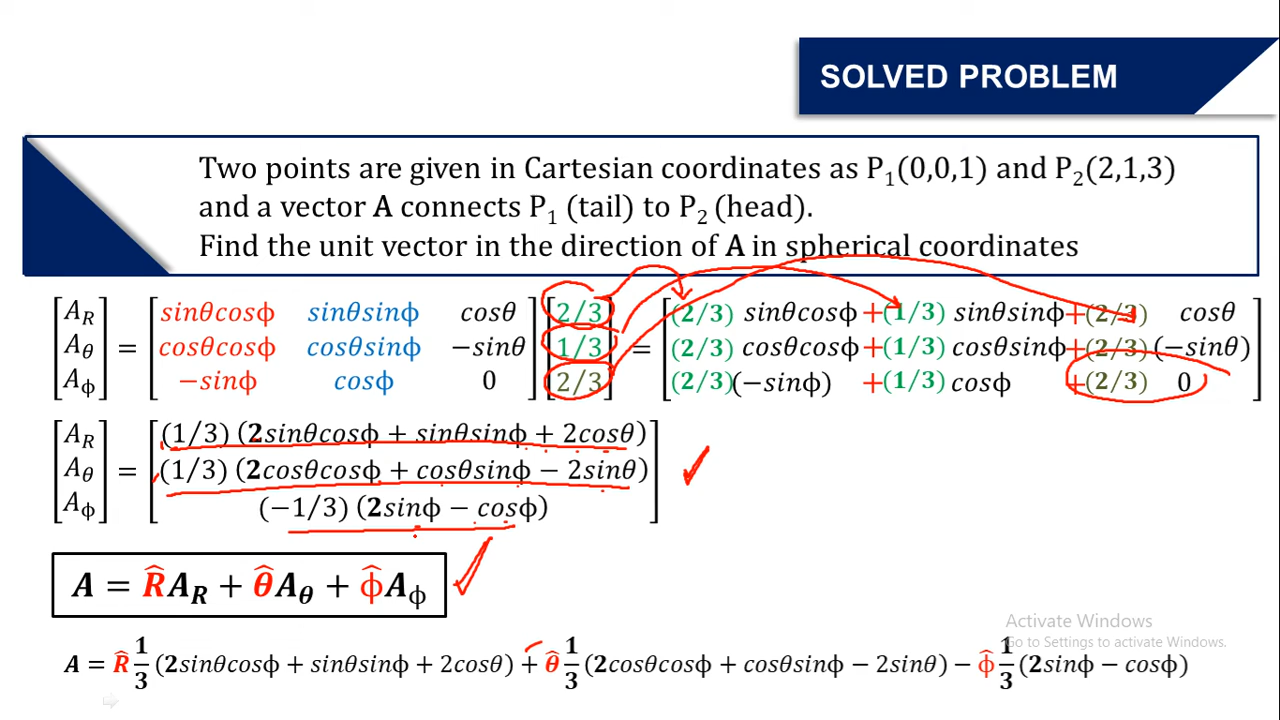 SOLVED PROBLEM
Two points are given in Cartesian coordinates as P₁(0,0,1) and P₂(2,1,3)
and a vector A connects P₁ (tail) to P₂ (head).
Find the unit vector in the direction of A in spherical coordinates
[A_R] [sinθcosϕ sinθsinϕ cosθ] [2/3] [(2/3) sinθcosϕ +(1/3) sinθsinϕ +(2/3) cosθ]
[A_θ] = [cosθcosϕ cosθsinϕ −sinθ] [1/3] = [(2/3) cosθcosϕ +(1/3) cosθsinϕ +(2/3) (−sinθ)]
[A_ϕ] [−sinϕ cosϕ 0] [2/3] [(2/3)(−sinϕ) +(1/3) cosϕ +(2/3) 0]
[A_R] [(1/3) (2sinθcosϕ + sinθsinϕ + 2cosθ)]
[A_θ] = [(1/3) (2cosθcosϕ + cosθsinϕ − 2sinθ)]
[A_ϕ] [(−1/3) (2sinϕ − cosϕ)]
A = R̂A_R + θ̂A_θ + ϕ̂A_ϕ
Activate Windows
Go to Settings to activate Windows.
A = R̂ 1/3 (2sinθcosϕ + sinθsinϕ + 2cosθ) + θ̂ 1/3 (2cosθcosϕ + cosθsinϕ − 2sinθ) − ϕ̂ 1/3 (2sinϕ − cosϕ)